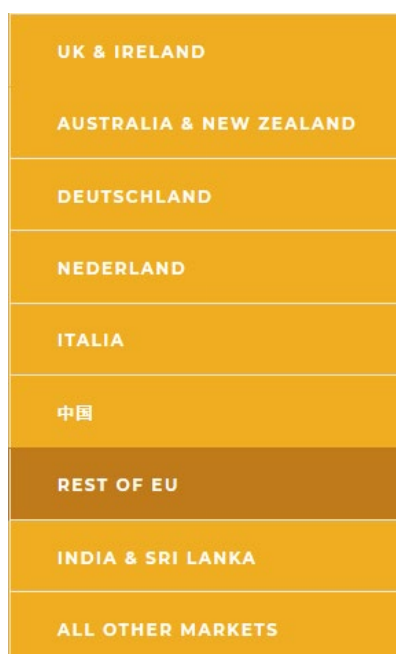 UK & IRELAND
AUSTRALIA & NEW ZEALAND
DEUTSCHLAND
NEDERLAND
ITALIA
中国
REST OF EU
INDIA & SRI LANKA
ALL OTHER MARKETS